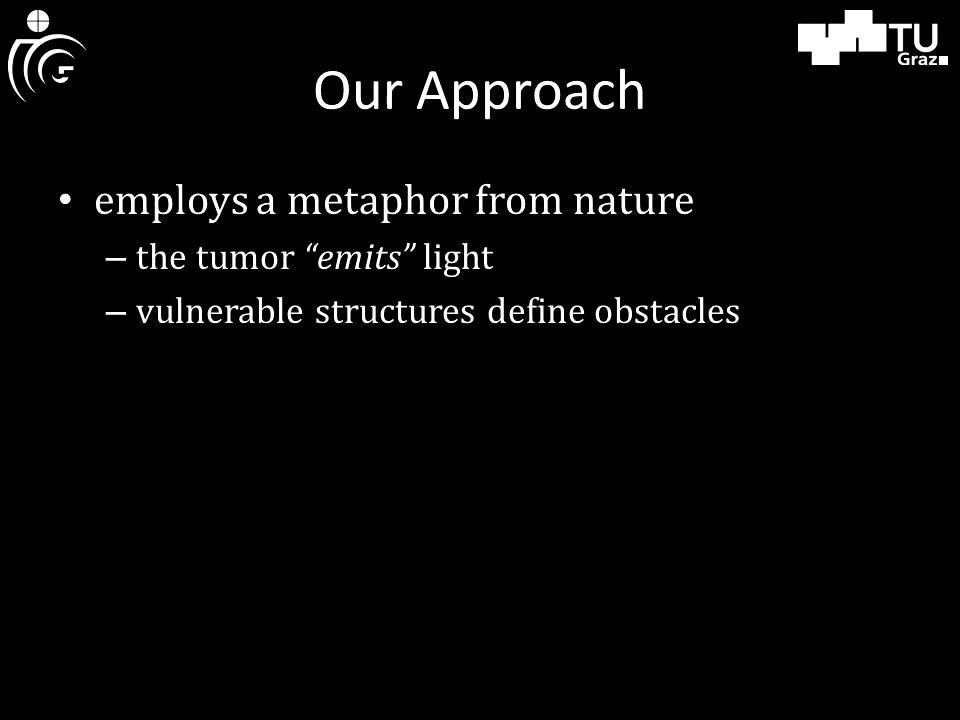 TU
Graz
Our Approach
• employs a metaphor from nature
– the tumor “emits” light
– vulnerable structures define obstacles